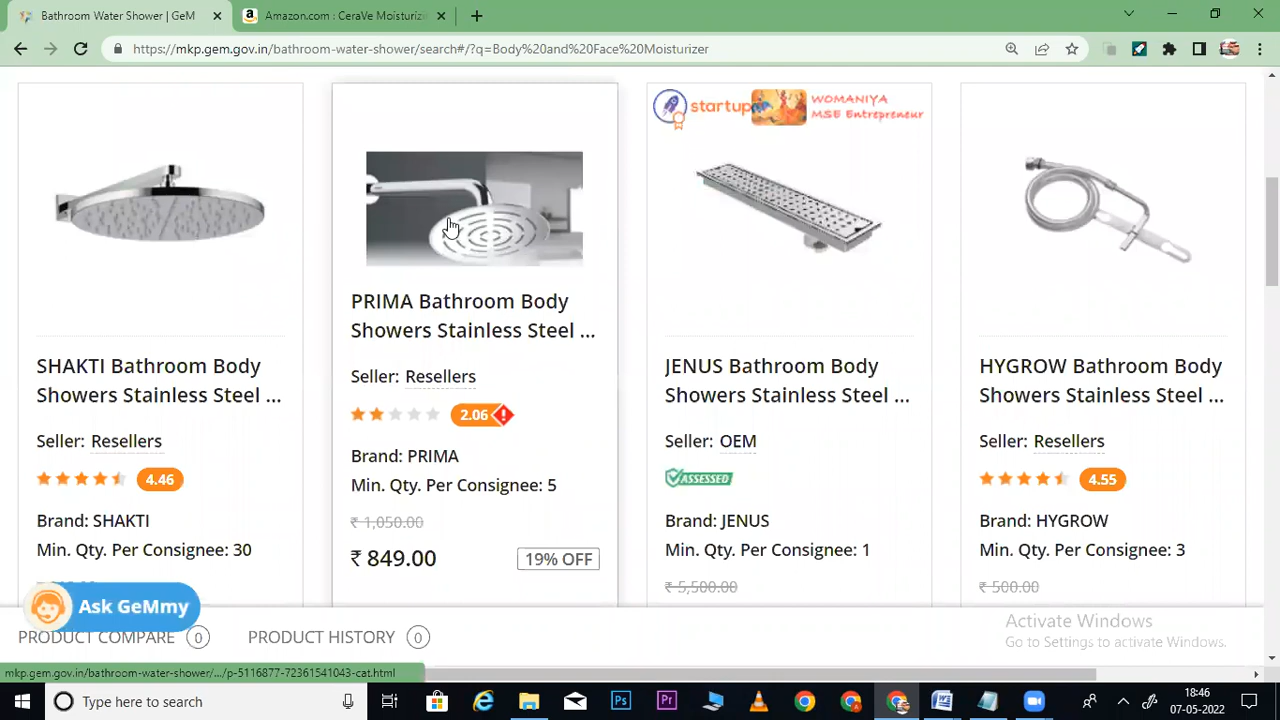 Bathroom Water Shower | GeM
Amazon.com : CeraVe Moisturiz
https://mkp.gem.gov.in/bathroom-water-shower/search#/?q=Body%20and%20Face%20Moisturizer
startup
WOMANIYA
MSE Entrepreneur
SHAKTI Bathroom Body
Showers Stainless Steel ...
Seller: Resellers
4.46
Brand: SHAKTI
Min. Qty. Per Consignee: 30
PRIMA Bathroom Body
Showers Stainless Steel ...
Seller: Resellers
2.06
Brand: PRIMA
Min. Qty. Per Consignee: 5
₹ 1,050.00
₹ 849.00
19% OFF
JENUS Bathroom Body
Showers Stainless Steel ...
Seller: OEM
ASSESSED
Brand: JENUS
Min. Qty. Per Consignee: 1
₹ 5,500.00
HYGROW Bathroom Body
Showers Stainless Steel ...
Seller: Resellers
4.55
Brand: HYGROW
Min. Qty. Per Consignee: 3
₹ 500.00
Ask GeMmy
PRODUCT COMPARE 0
PRODUCT HISTORY 0
Activate Windows
Go to Settings to activate Windows.
mkp.gem.gov.in/bathroom-water-shower/.../p-5116877-72361541043-cat.html
Type here to search
Ps
Pr
18:46
07-05-2022